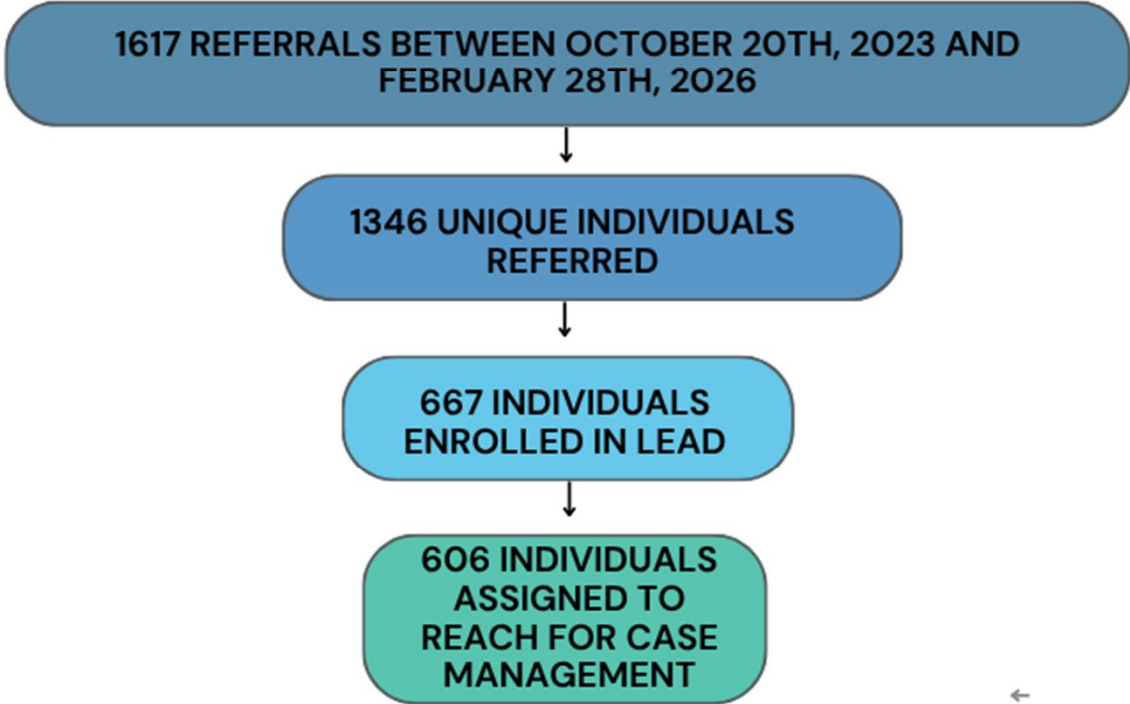 1617 REFERRALS BETWEEN OCTOBER 20TH, 2023 AND
FEBRUARY 28TH, 2026
1346 UNIQUE INDIVIDUALS
REFERRED
667 INDIVIDUALS
ENROLLED IN LEAD
606 INDIVIDUALS
ASSIGNED TO
REACH FOR CASE
MANAGEMENT